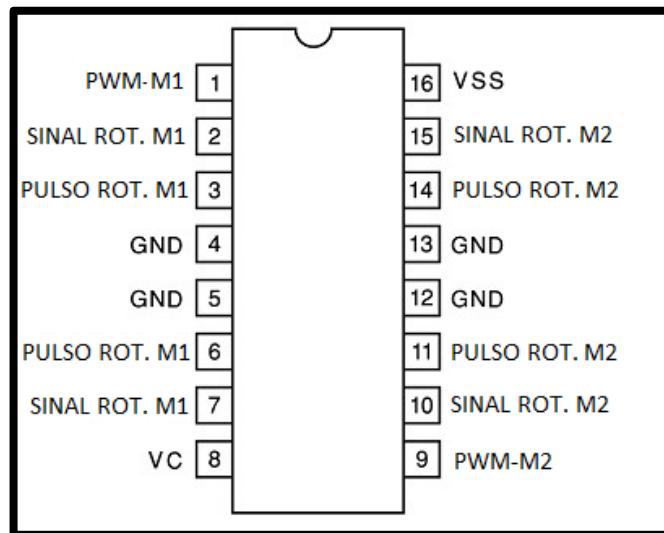 PWM-M1 1 16 VSS
SINAL ROT. M1 2 15 SINAL ROT. M2
PULSO ROT. M1 3 14 PULSO ROT. M2
GND 4 13 GND
GND 5 12 GND
PULSO ROT. M1 6 11 PULSO ROT. M2
SINAL ROT. M1 7 10 SINAL ROT. M2
VC 8 9 PWM-M2